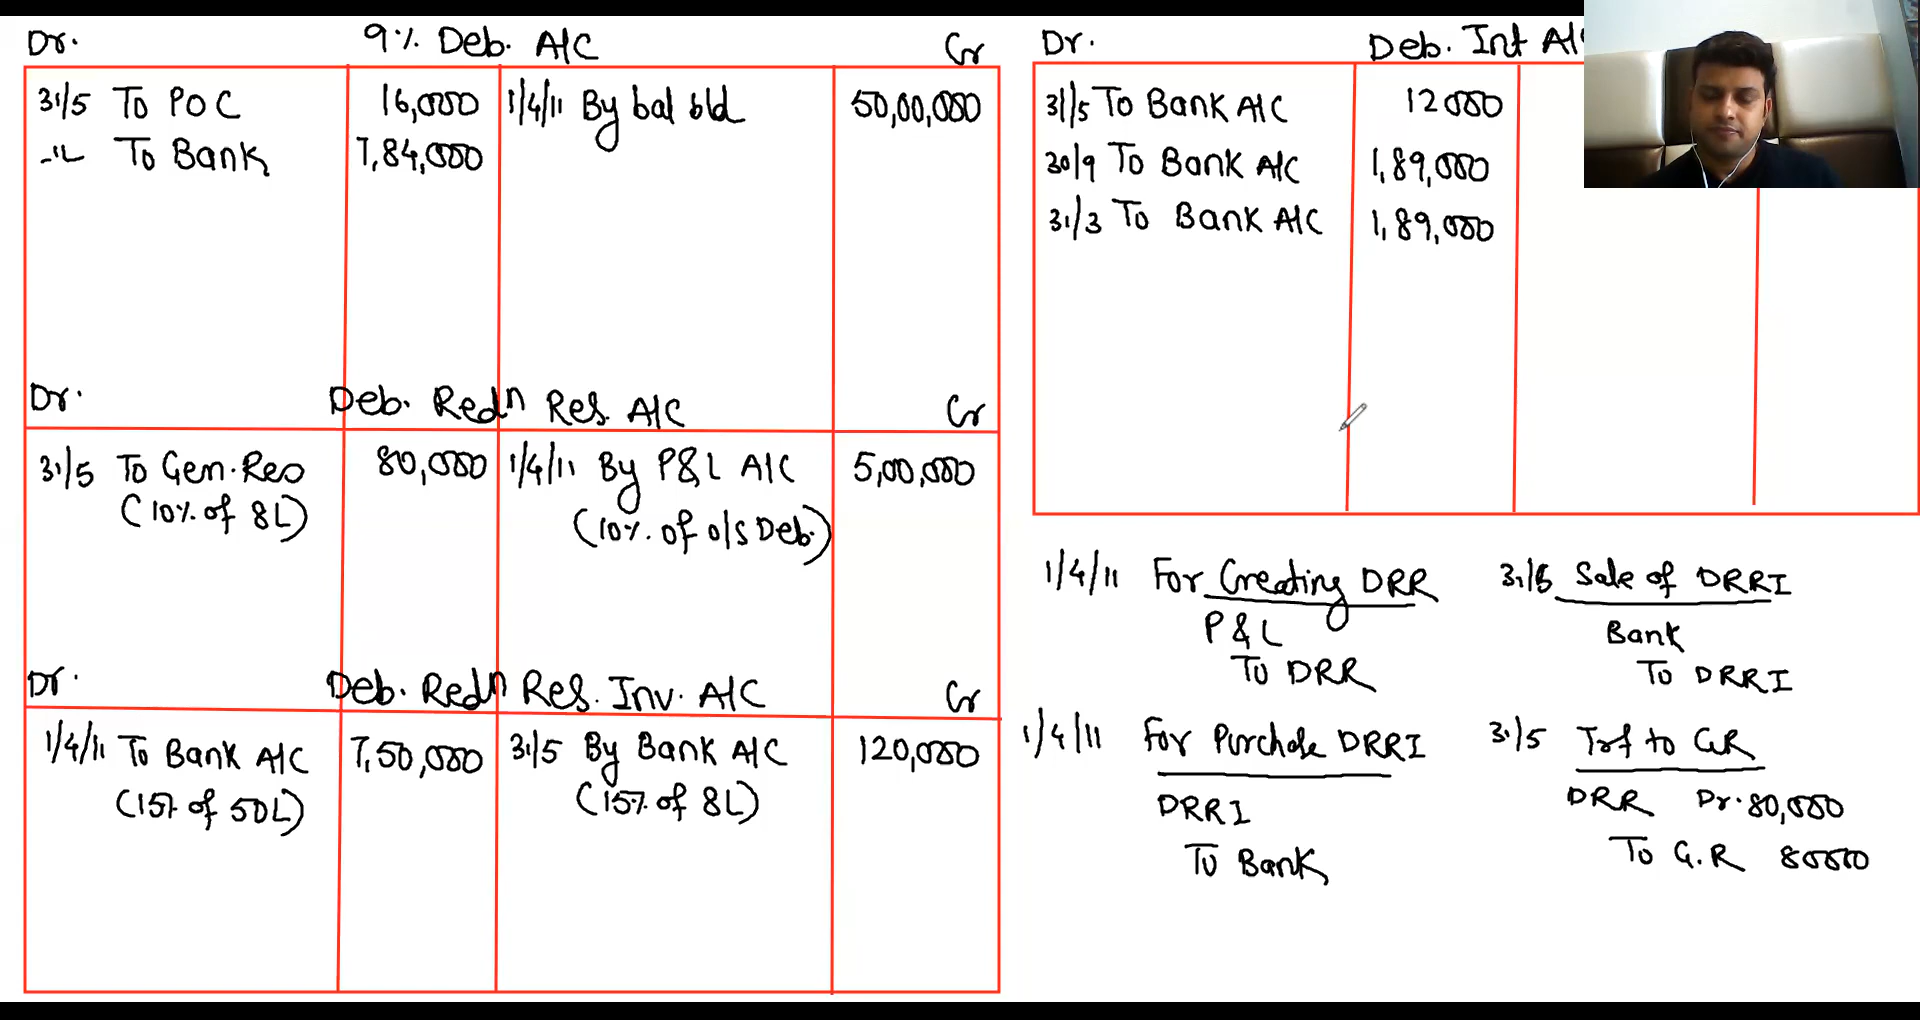 Dr. 9% Deb. A/C Cr
31/5 To POC 16,000 1/4/11 By bal b/d 50,00,000
-"- To Bank 7,84,000
Dr. Deb. Redn Res. A/C Cr
31/5 To Gen. Res 80,000 1/4/11 By P&L A/C 5,00,000
(10% of 8L) (10% of o/s Deb.)
Dr. Deb. Redn Res. Inv. A/C Cr
1/4/11 To Bank A/C 7,50,000 31/5 By Bank A/C 120,000
(15% of 50L) (15% of 8L)
Dr. Deb. Int A/C
31/5 To Bank A/C 12000
30/9 To Bank A/C 1,89,000
31/3 To Bank A/C 1,89,000
1/4/11 For Creating DRR
P&L
To DRR
31/5 Sale of DRRI
Bank
To DRRI
1/4/11 For Purchase DRRI
DRRI
To Bank
31/5 Trf to GR
DRR Dr. 80,000
To G.R 80000